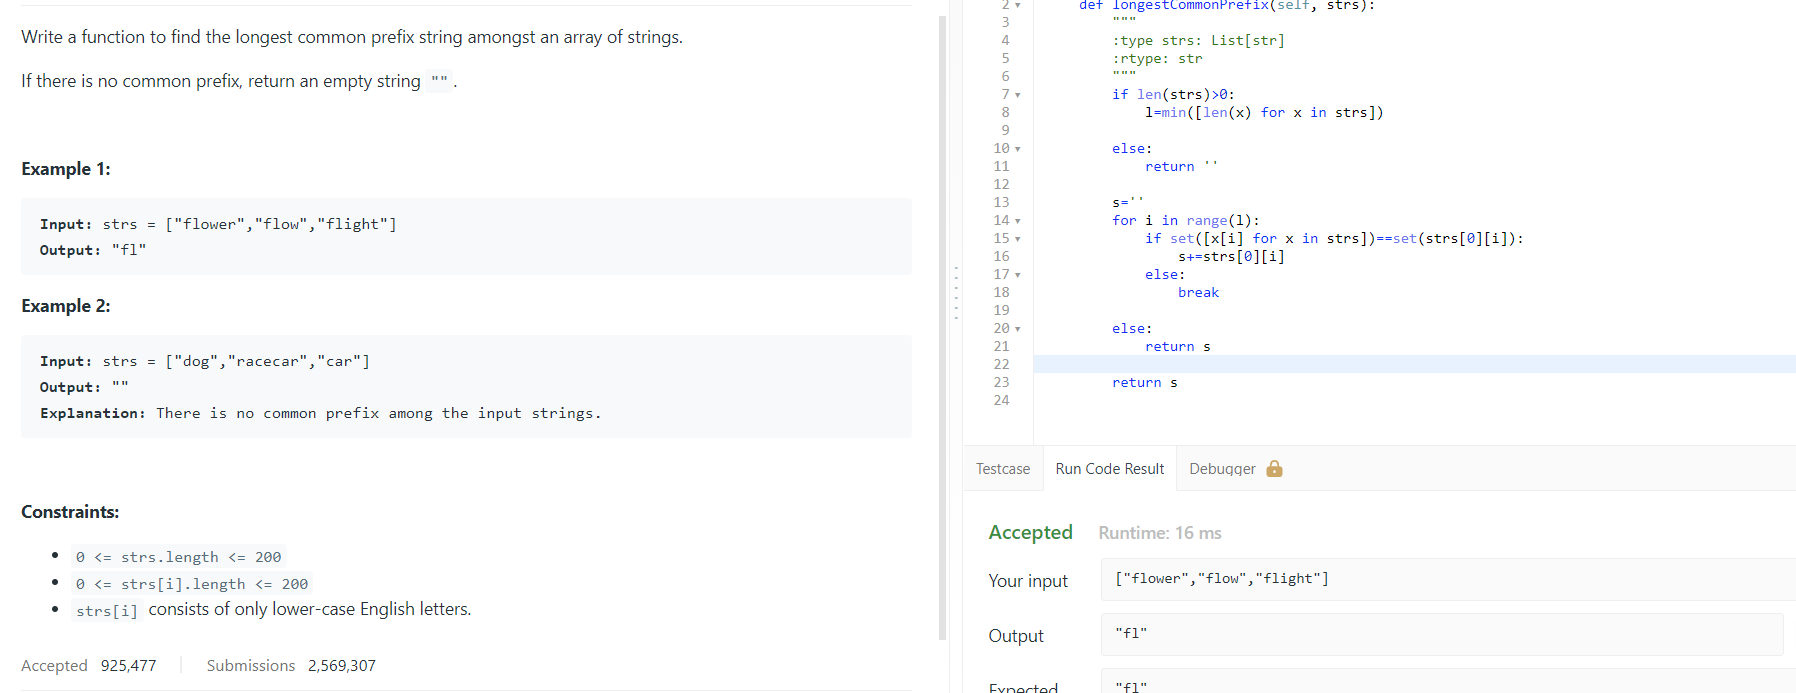 Write a function to find the longest common prefix string amongst an array of strings.
If there is no common prefix, return an empty string "".
Example 1:
Input: strs = ["flower","flow","flight"]
Output: "fl"
Example 2:
Input: strs = ["dog","racecar","car"]
Output: ""
Explanation: There is no common prefix among the input strings.
Constraints:
0 <= strs.length <= 200
0 <= strs[i].length <= 200
strs[i] consists of only lower-case English letters.
Accepted 925,477 Submissions 2,569,307
2 def longestCommonPrefix(self, strs):
3 """
4 :type strs: List[str]
5 :rtype: str
6 """
7 if len(strs)>0:
8 l=min([len(x) for x in strs])
9
10 else:
11 return ''
12
13 s=''
14 for i in range(l):
15 if set([x[i] for x in strs])==set(strs[0][i]):
16 s+=strs[0][i]
17 else:
18 break
19
20 else:
21 return s
22
23 return s
24
Testcase Run Code Result Debugger
Accepted Runtime: 16 ms
Your input ["flower","flow","flight"]
Output "fl"
Expected "fl"